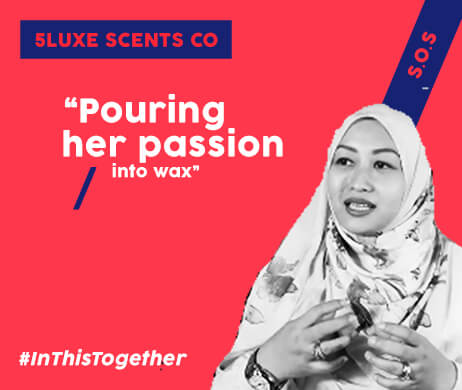 5LUXE SCENTS CO
S.O.S
“Pouring
her passion
into wax”
#InThisTogether